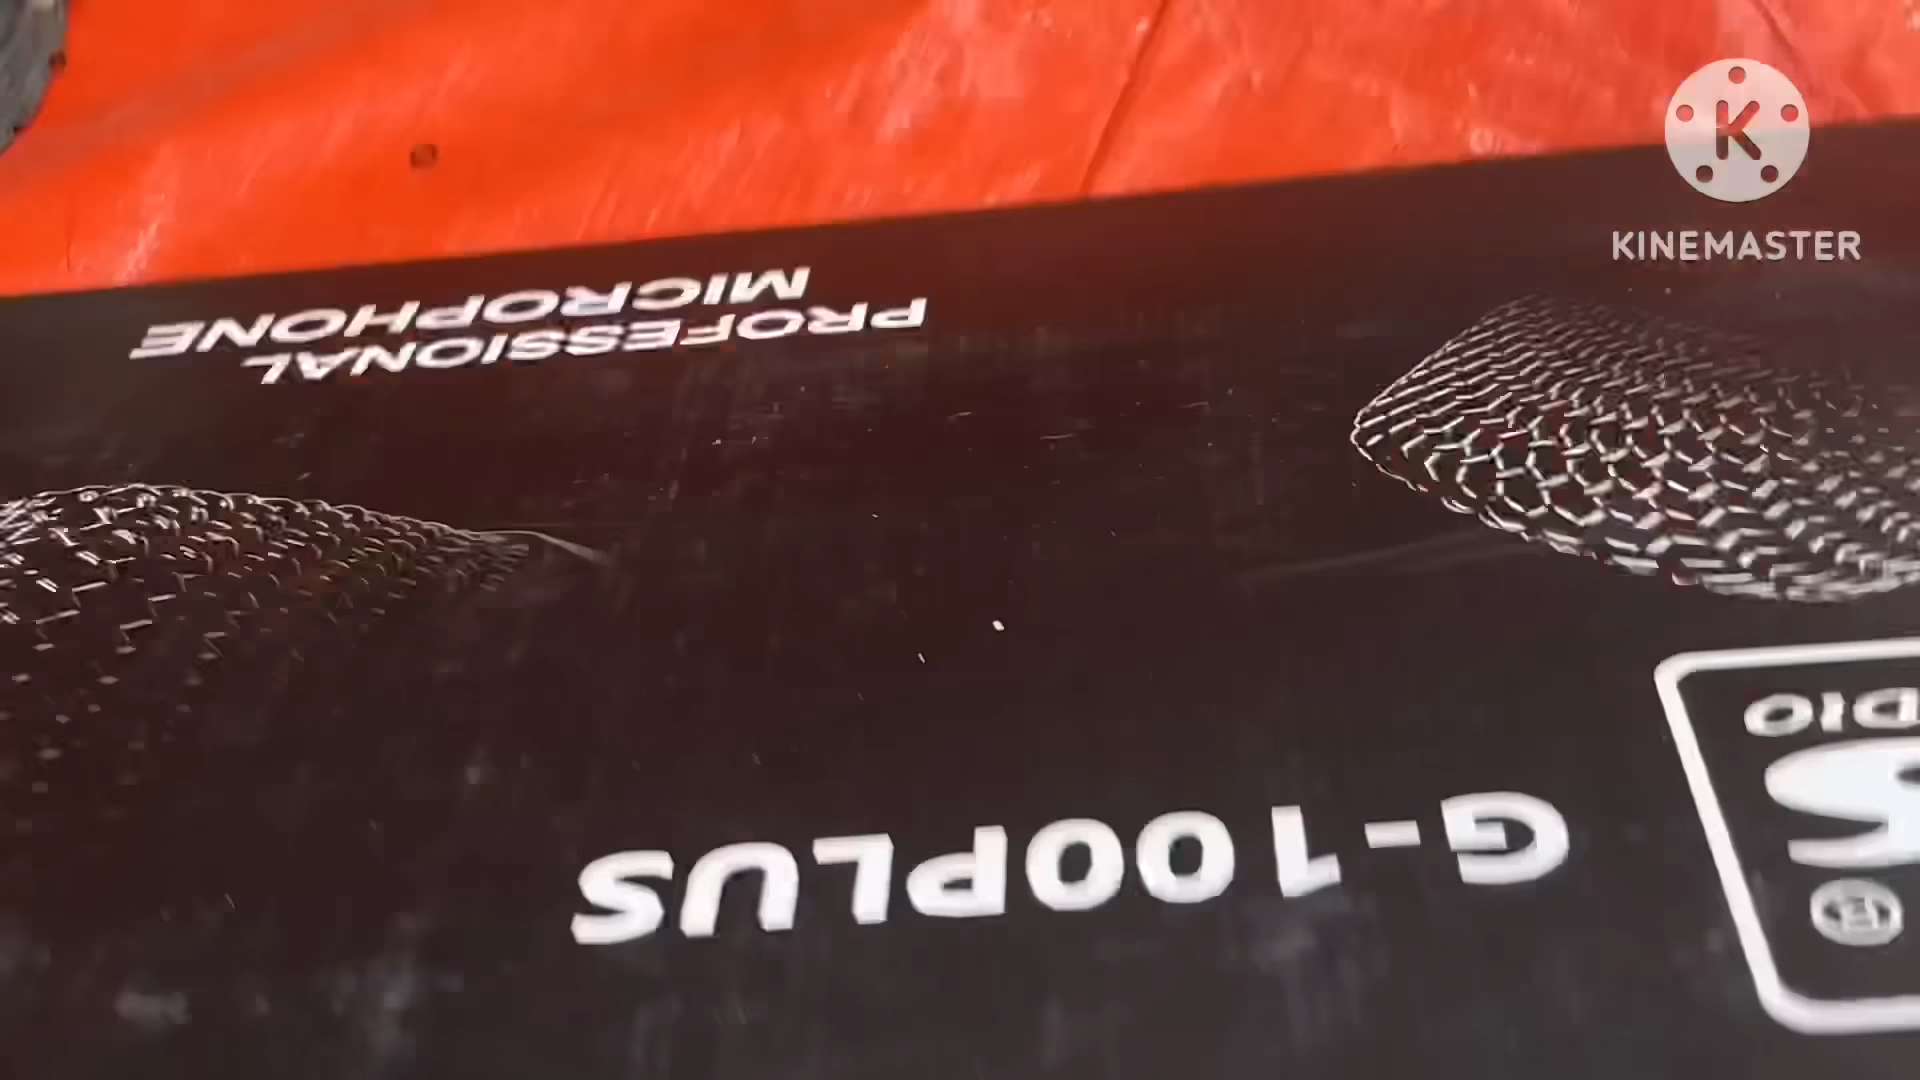 KINEMASTER
PROFESSIONAL
MICROPHONE
G-100PLUS
DIO
S
®